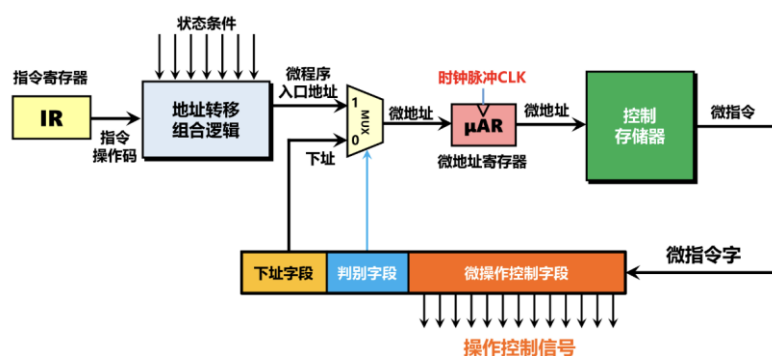 状态条件
指令寄存器
IR
指令
操作码
地址转移
组合逻辑
微程序
入口地址
下址
1
MUX
0
微地址
时钟脉冲CLK
μAR
微地址寄存器
微地址
控制
存储器
微指令
下址字段
判别字段
微操作控制字段
微指令字
操作控制信号